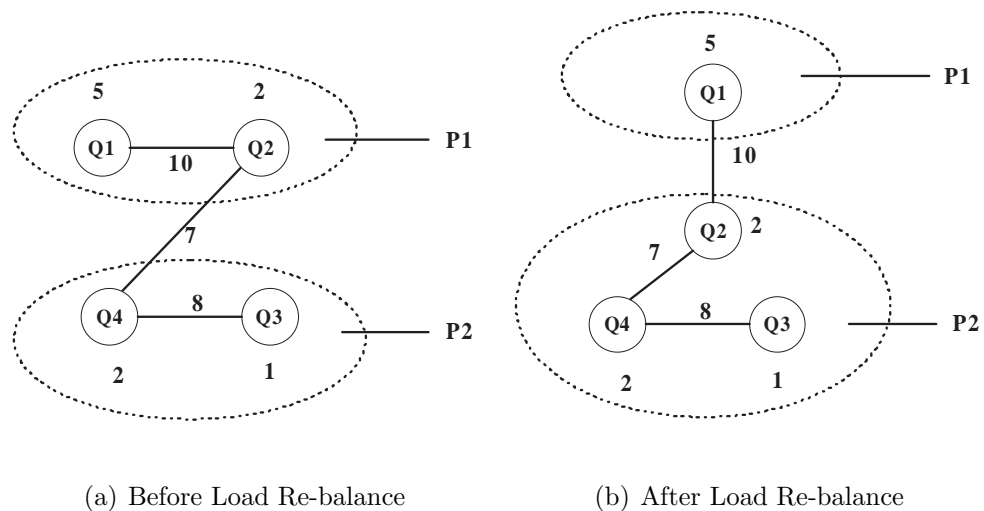 5
2
Q1
Q2
P1
10
7
8
Q4
Q3
P2
2
1
(a) Before Load Re-balance
5
P1
Q1
10
Q2
2
7
8
Q4
Q3
P2
2
1
(b) After Load Re-balance